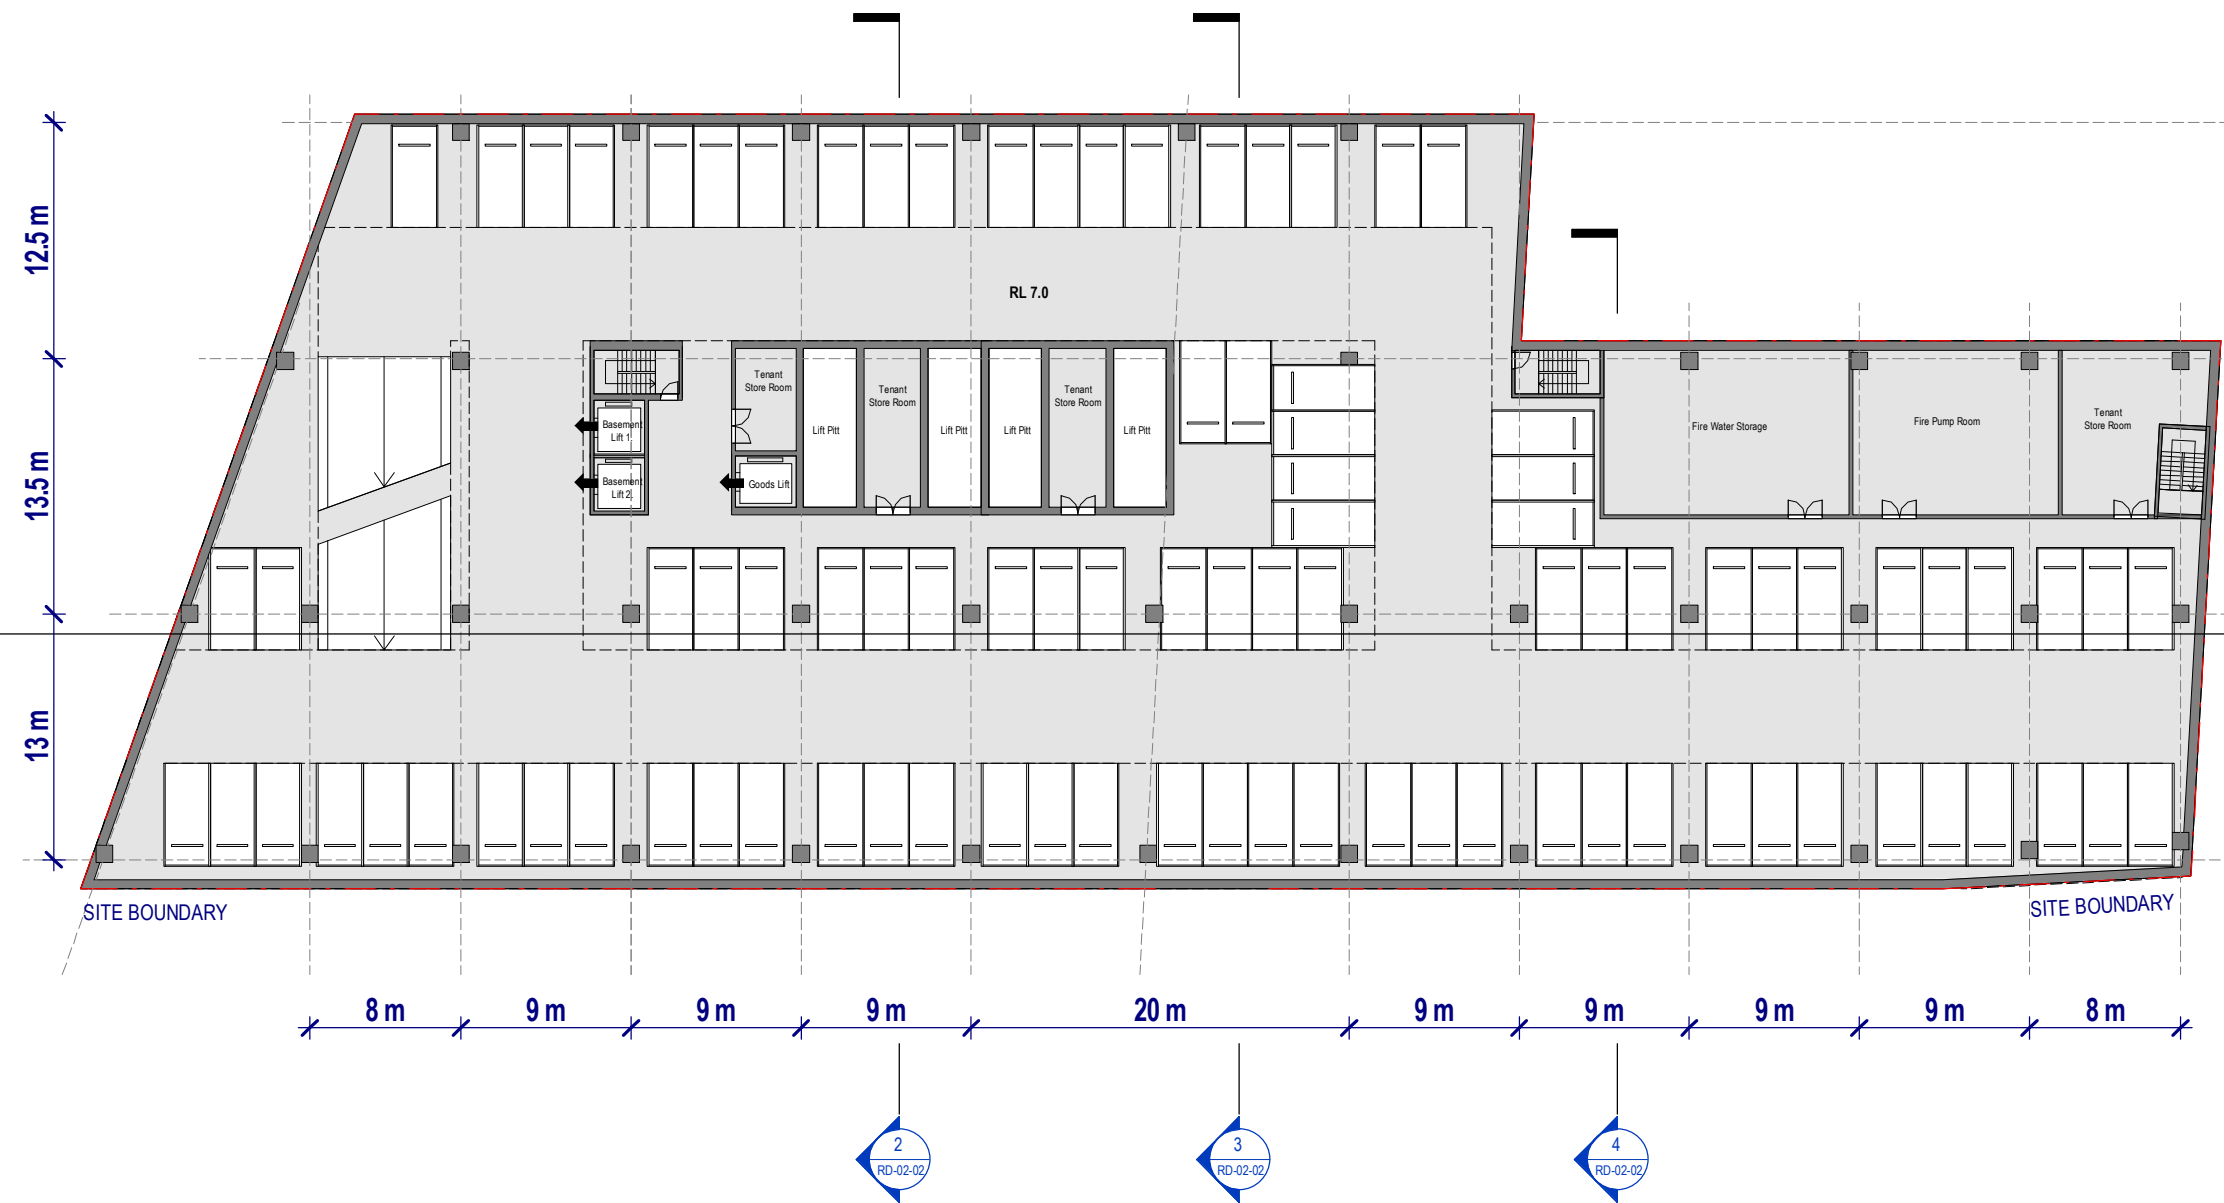 12.5 m
13.5 m
13 m
RL 7.0
Tenant
Store Room
Tenant
Store Room
Tenant
Store Room
Basement
Lift 1
Basement
Lift 2
Goods Lift
Lift Pitt
Lift Pitt
Lift Pitt
Lift Pitt
Fire Water Storage
Fire Pump Room
Tenant
Store Room
SITE BOUNDARY
SITE BOUNDARY
8 m
9 m
9 m
9 m
20 m
9 m
9 m
9 m
9 m
8 m
2
RD-02-02
3
RD-02-02
4
RD-02-02